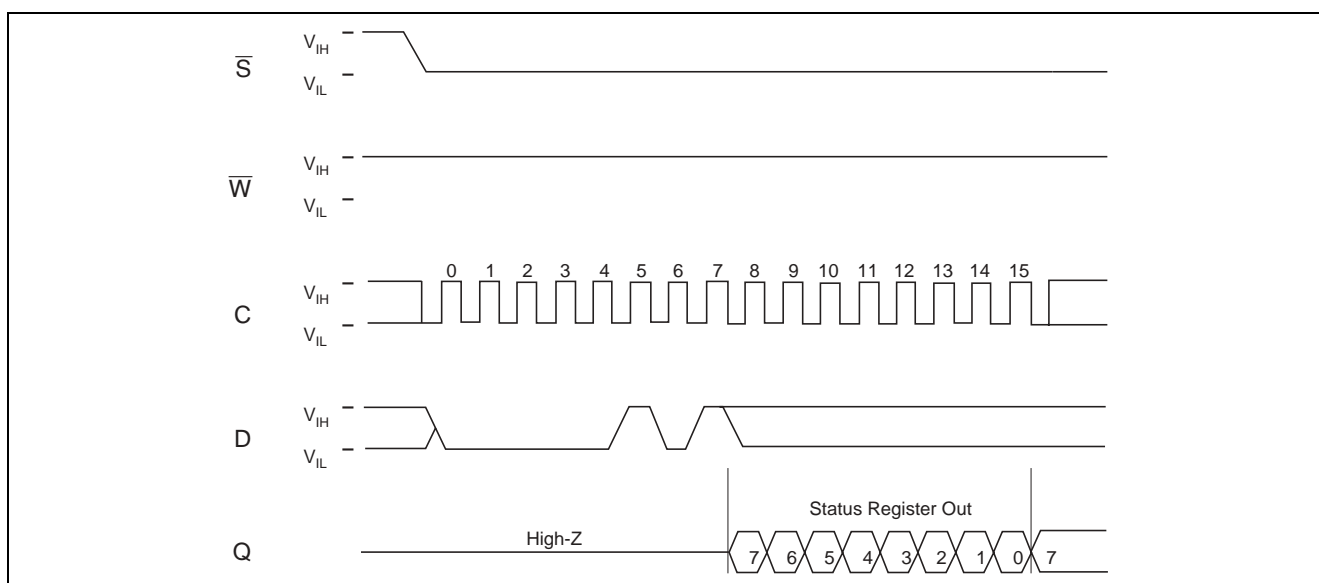 S̅
V_IH
V_IL
W̅
V_IH
V_IL
0 1 2 3 4 5 6 7 8 9 10 11 12 13 14 15
C
V_IH
V_IL
D
V_IH
V_IL
Status Register Out
Q
High-Z
7 6 5 4 3 2 1 0 7